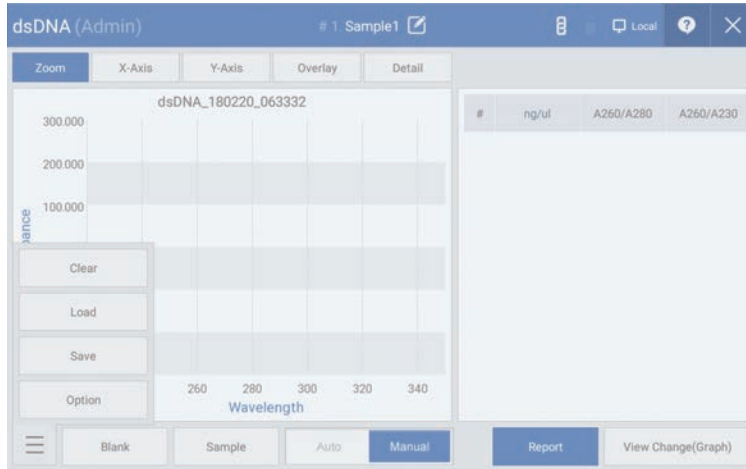 dsDNA (Admin) # 1. Sample1 Local ?
Zoom X-Axis Y-Axis Overlay Detail
dsDNA_180220_063332
# ng/ul A260/A280 A260/A230
300.000
200.000
100.000
Clear
Load
Save
Option
260 280 300 320 340
Wavelength
Blank Sample Auto Manual Report View Change(Graph)